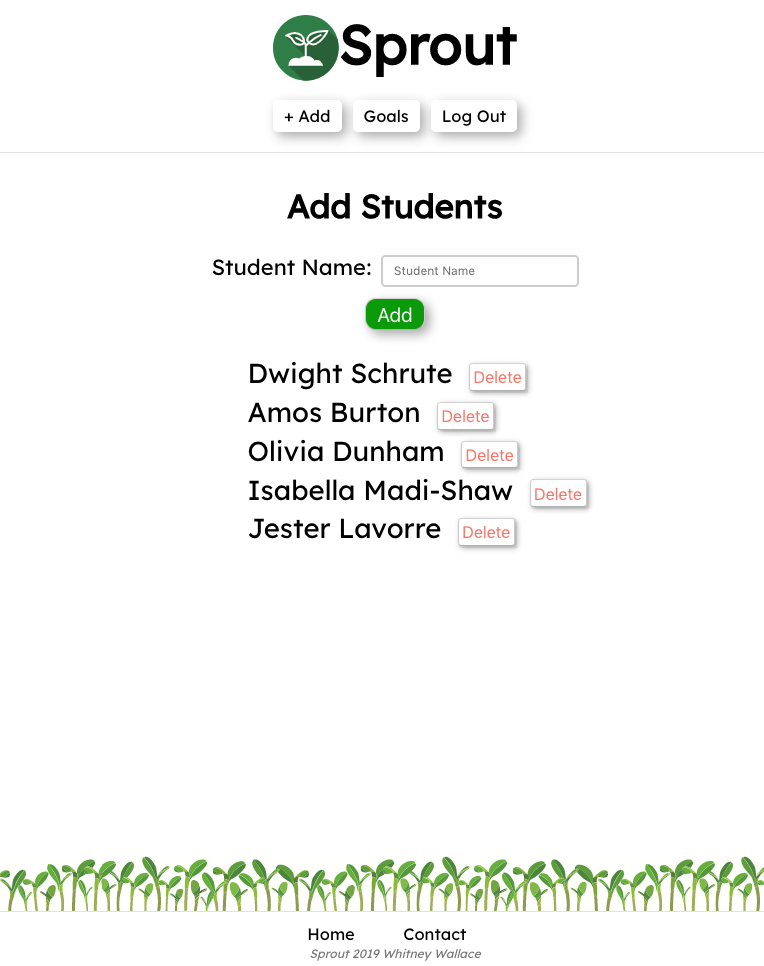 Sprout
+ Add Goals Log Out
Add Students
Student Name: Student Name
Add
Dwight Schrute Delete
Amos Burton Delete
Olivia Dunham Delete
Isabella Madi-Shaw Delete
Jester Lavorre Delete
Home Contact
Sprout 2019 Whitney Wallace